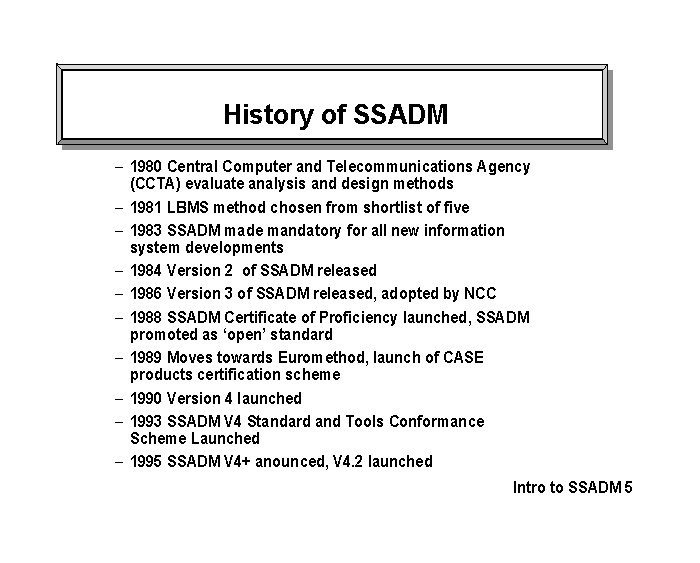 History of SSADM
– 1980 Central Computer and Telecommunications Agency
(CCTA) evaluate analysis and design methods
– 1981 LBMS method chosen from shortlist of five
– 1983 SSADM made mandatory for all new information
system developments
– 1984 Version 2  of SSADM released
– 1986 Version 3 of SSADM released, adopted by NCC
– 1988 SSADM Certificate of Proficiency launched, SSADM
promoted as ‘open’ standard
– 1989 Moves towards Euromethod, launch of CASE
products certification scheme
– 1990 Version 4 launched
– 1993 SSADM V4 Standard and Tools Conformance
Scheme Launched
– 1995 SSADM V4+ anounced, V4.2 launched
Intro to SSADM 5